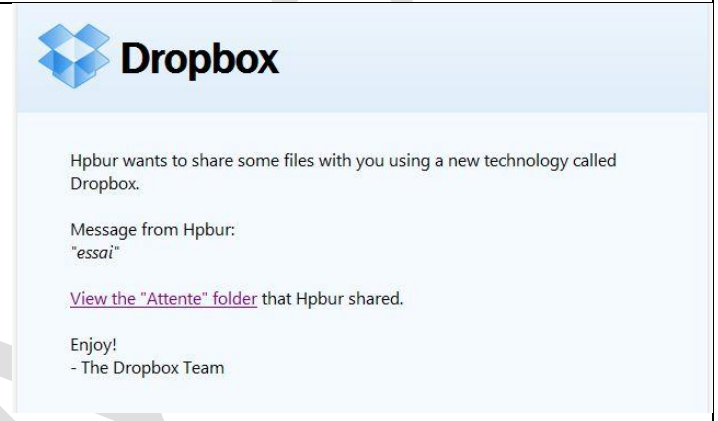 Dropbox
Hpbur wants to share some files with you using a new technology called
Dropbox.
Message from Hpbur:
"essai"
View the "Attente" folder that Hpbur shared.
Enjoy!
- The Dropbox Team